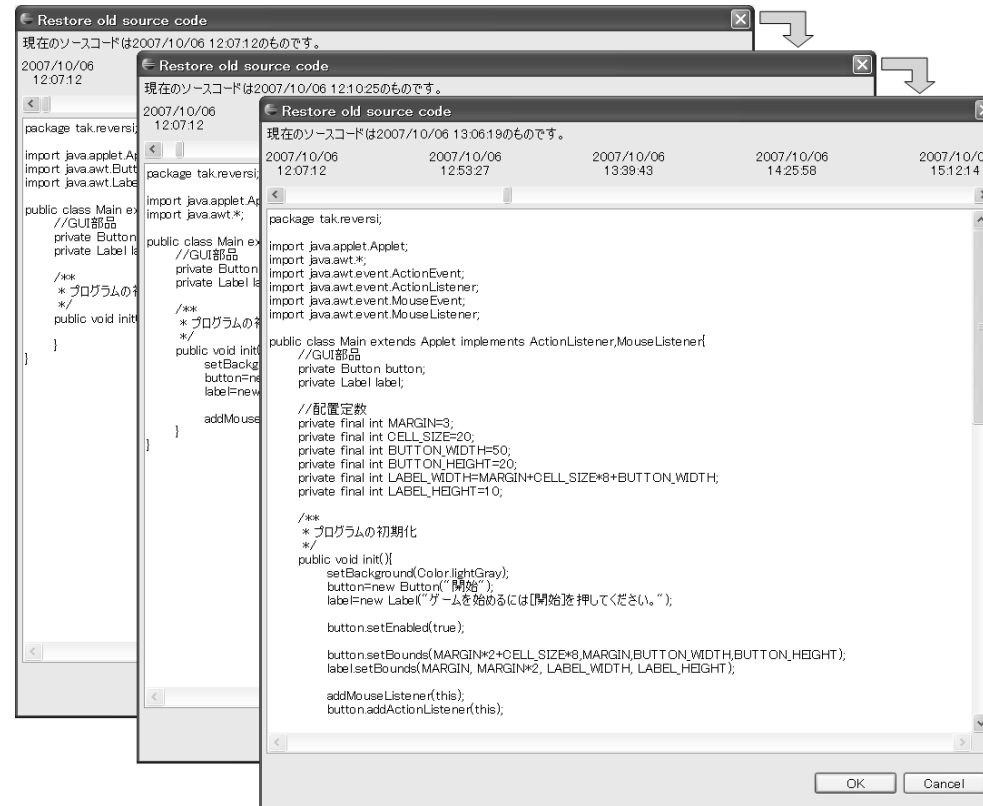 Restore old source code
現在のソースコードは2007/10/06 12:07:12のものです。
2007/10/06
12:07:12
package tak.reversi;
import java.applet.Ap
import java.awt.Butt
import java.awt.Labe
public class Main ex
//GUI部品
private Button
private Label la
/**
* プログラムの初
*/
public void init
}
}
Restore old source code
現在のソースコードは2007/10/06 12:10:25のものです。
2007/10/06
12:07:12
package tak.reversi;
import java.applet.Ap
import java.awt.*;
public class Main ex
//GUI部品
private Button
private Label la
/**
* プログラムの初
*/
public void init(
setBackg
button=ne
label=new
addMouse
}
}
Restore old source code
現在のソースコードは2007/10/06 13:06:19のものです。
2007/10/06 2007/10/06 2007/10/06 2007/10/06 2007/10/0
12:07:12 12:53:27 13:39:43 14:25:58 15:12:14
package tak.reversi;
import java.applet.Applet;
import java.awt.*;
import java.awt.event.ActionEvent;
import java.awt.event.ActionListener;
import java.awt.event.MouseEvent;
import java.awt.event.MouseListener;
public class Main extends Applet implements ActionListener,MouseListener{
//GUI部品
private Button button;
private Label label;
//配置定数
private final int MARGIN=3;
private final int CELL_SIZE=20;
private final int BUTTON_WIDTH=50;
private final int BUTTON_HEIGHT=20;
private final int LABEL_WIDTH=MARGIN+CELL_SIZE*8+BUTTON_WIDTH;
private final int LABEL_HEIGHT=10;
/**
* プログラムの初期化
*/
public void init(){
setBackground(Color.lightGray);
button=new Button("開始");
label=new Label("ゲームを始めるには[開始]を押してください。");
button.setEnabled(true);
button.setBounds(MARGIN*2+CELL_SIZE*8,MARGIN,BUTTON_WIDTH,BUTTON_HEIGHT);
label.setBounds(MARGIN, MARGIN*2, LABEL_WIDTH, LABEL_HEIGHT);
addMouseListener(this);
button.addActionListener(this);
OK Cancel